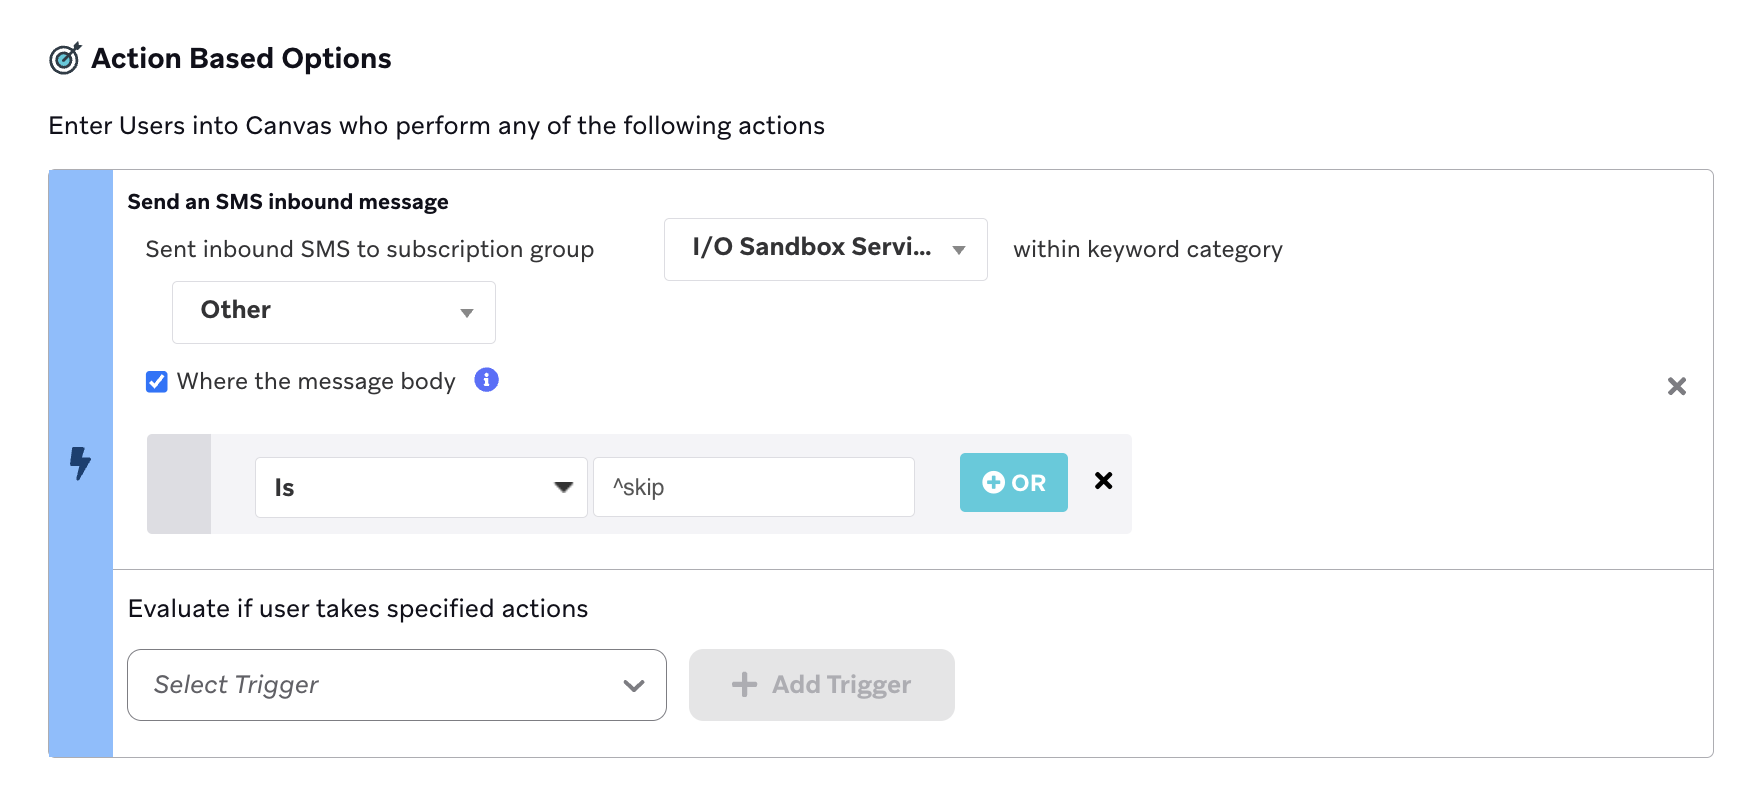 Action Based Options
Enter Users into Canvas who perform any of the following actions
Send an SMS inbound message
Sent inbound SMS to subscription group I/O Sandbox Servi... within keyword category
Other
Where the message body
Is ^skip OR
Evaluate if user takes specified actions
Select Trigger Add Trigger